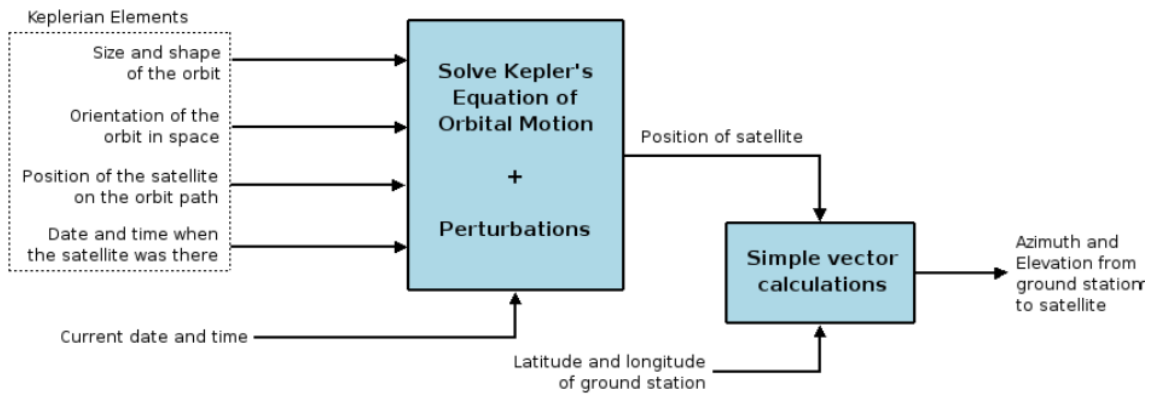 Keplerian Elements
Size and shape
of the orbit
Orientation of the
orbit in space
Position of the satellite
on the orbit path
Date and time when
the satellite was there
Solve Kepler's
Equation of
Orbital Motion
+
Perturbations
Current date and time
Position of satellite
Simple vector
calculations
Latitude and longitude
of ground station
Azimuth and
Elevation from
ground station
to satellite